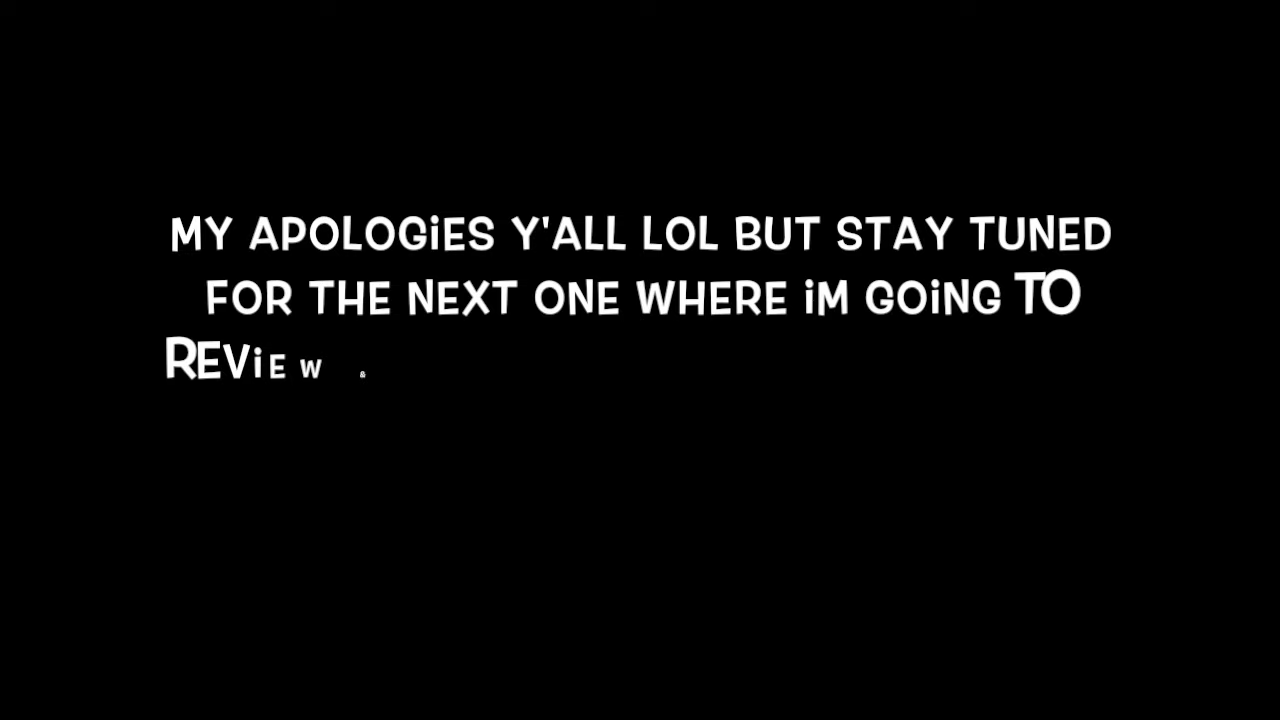 MY APOLOGiES Y'ALL LOL BUT STAY TUNED
FOR THE NEXT ONE WHERE iM GOiNG TO
REViEW &